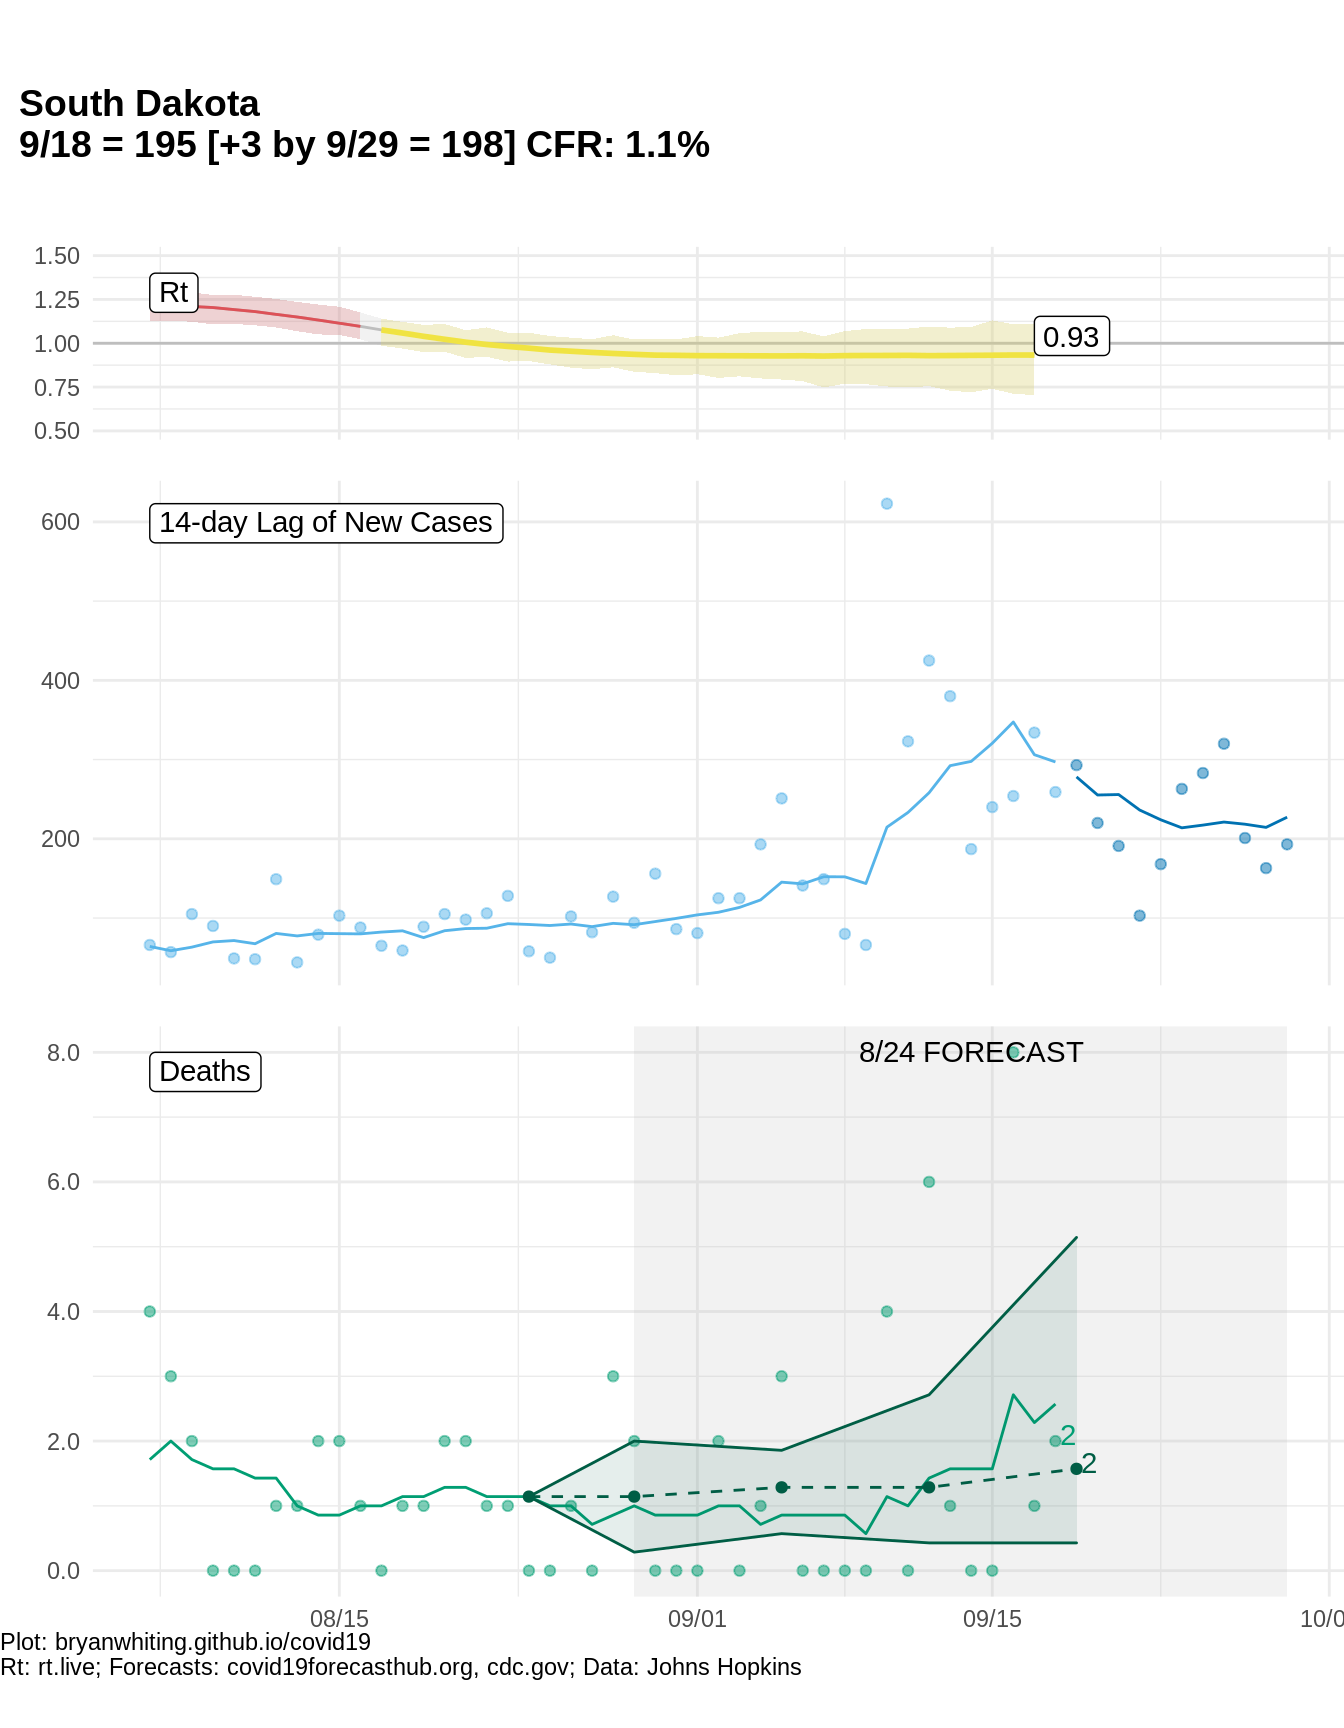 South Dakota
9/18 = 195 [+3 by 9/29 = 198] CFR: 1.1%
1.50
Rt
1.25
0.93
1.00
0.75
0.50
600
14-day Lag of New Cases
400
200
8.0
8/24 FORECAST
Deaths
6.0
4.0
2.0
2
2
0.0
08/15
09/01
09/15
10/0
Plot: bryanwhiting.github.io/covid19
Rt: rt.live; Forecasts: covid19forecasthub.org, cdc.gov; Data: Johns Hopkins